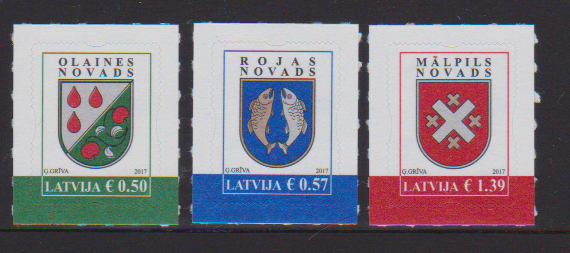 OLAINES
NOVADS
Ģ.GRĪVA 2017
LATVIJA € 0.50
ROJAS
NOVADS
Ģ.GRĪVA 2017
LATVIJA € 0.57
MĀLPILS
NOVADS
Ģ.GRĪVA 2017
LATVIJA € 1.39